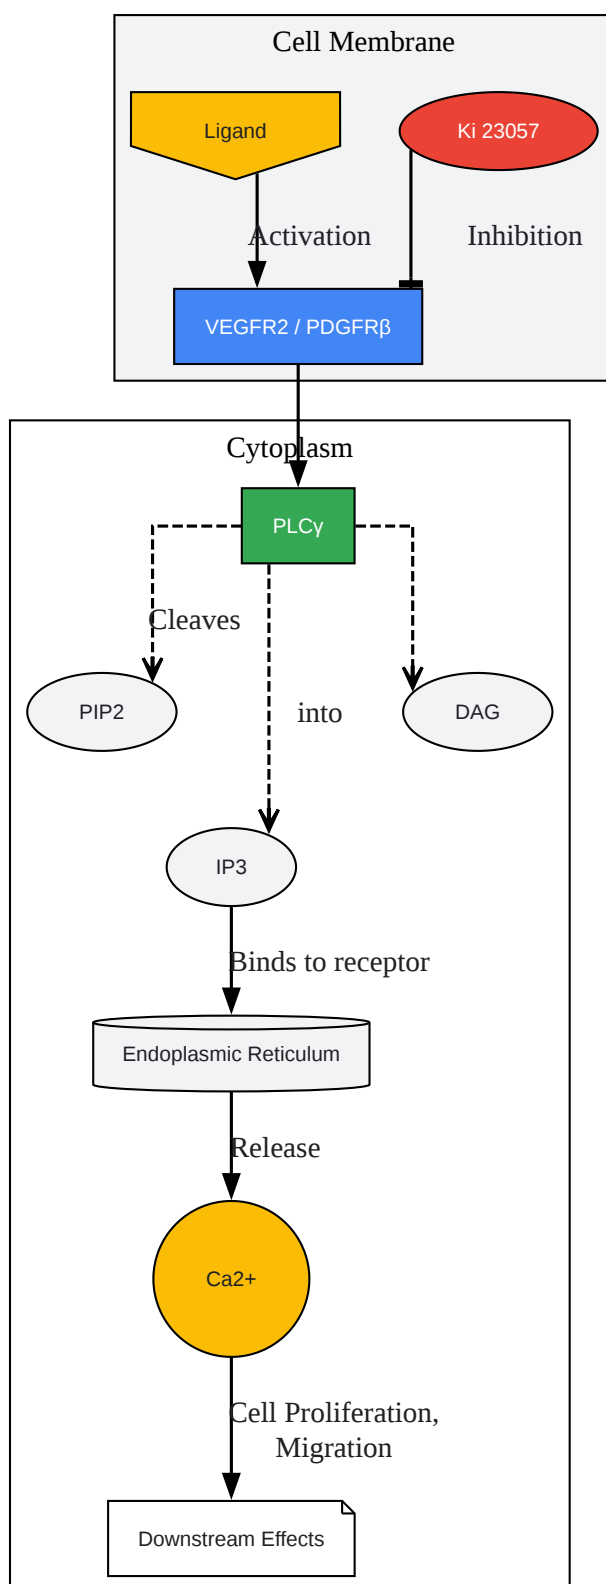 Cell Membrane
Ligand
Ki 23057
Activation
Inhibition
VEGFR2 / PDGFRβ
Cytoplasm
PLCγ
Cleaves
PIP2
into
DAG
IP3
Binds to receptor
Endoplasmic Reticulum
Release
Ca2+
Cell Proliferation,
Migration
Downstream Effects